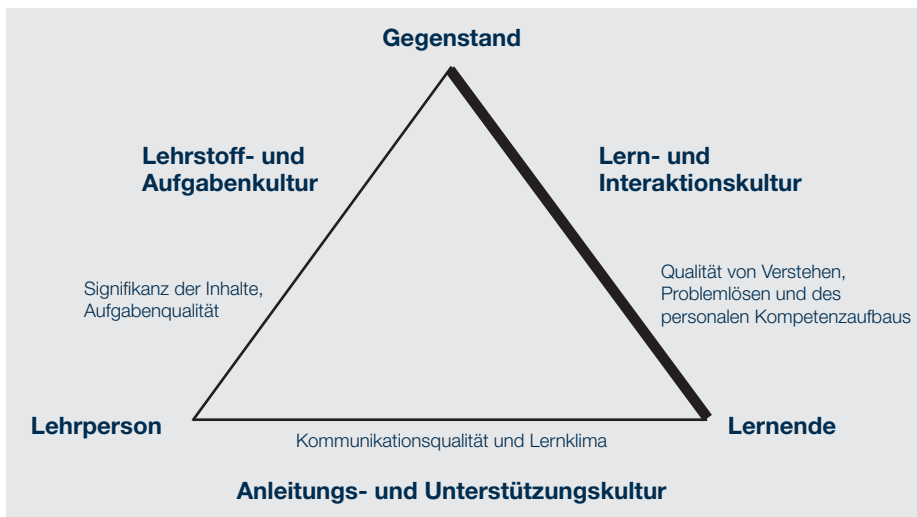 Gegenstand
Lehrstoff- und
Aufgabenkultur
Lern- und
Interaktionskultur
Signifikanz der Inhalte,
Aufgabenqualität
Qualität von Verstehen,
Problemlösen und des
personalen Kompetenzaufbaus
Lehrperson
Lernende
Kommunikationsqualität und Lernklima
Anleitungs- und Unterstützungskultur